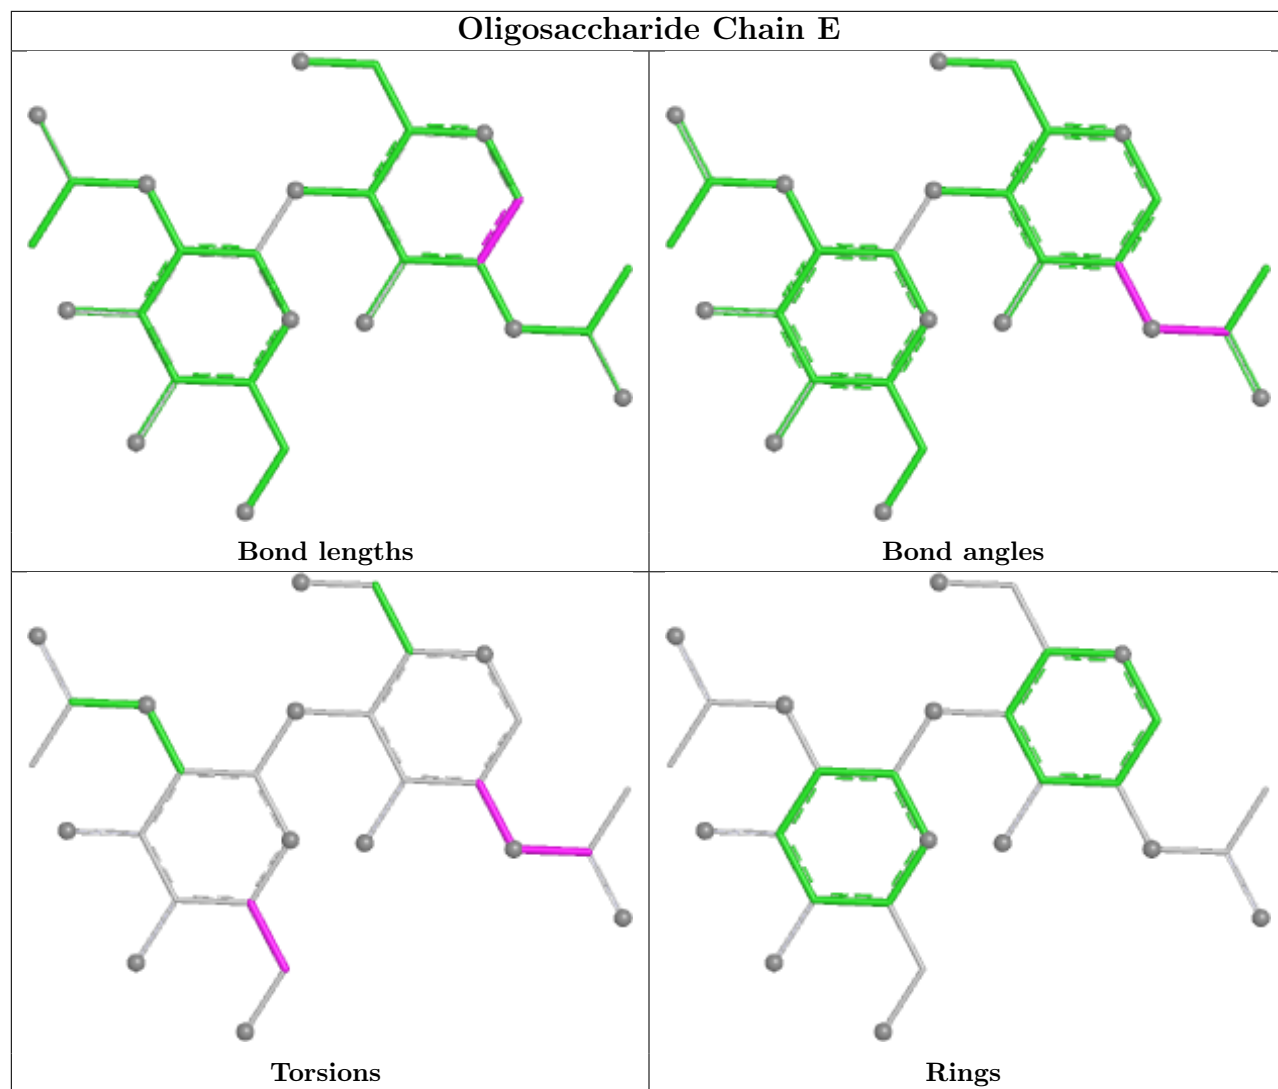 Oligosaccharide Chain E
Bond lengths
Bond angles
Torsions
Rings